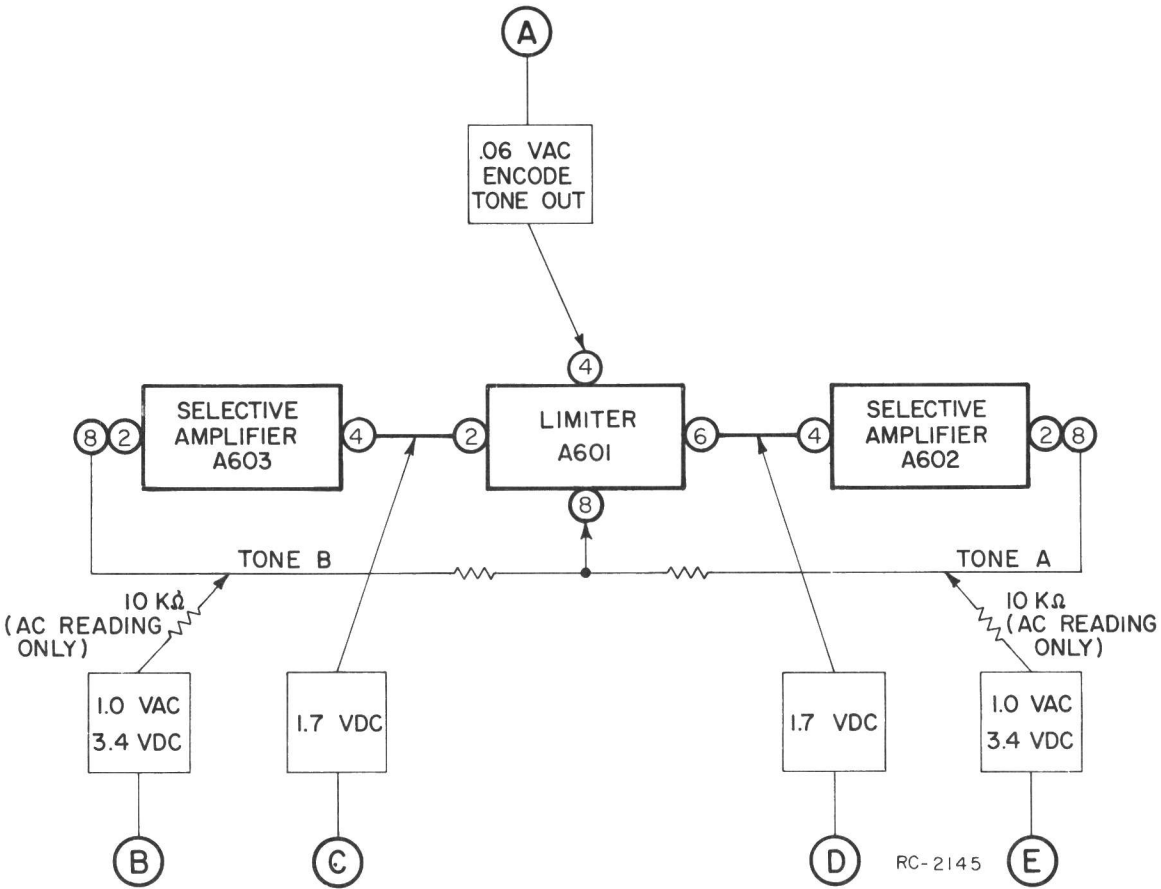 A
.06 VAC
ENCODE
TONE OUT
4
8 2
SELECTIVE
AMPLIFIER
A603
4
2
LIMITER
A601
6
4
SELECTIVE
AMPLIFIER
A602
2 8
8
TONE B
TONE A
10 KΩ
(AC READING
ONLY)
10 KΩ
(AC READING
ONLY)
1.0 VAC
3.4 VDC
1.7 VDC
1.7 VDC
1.0 VAC
3.4 VDC
B
C
D
RC-2145
E